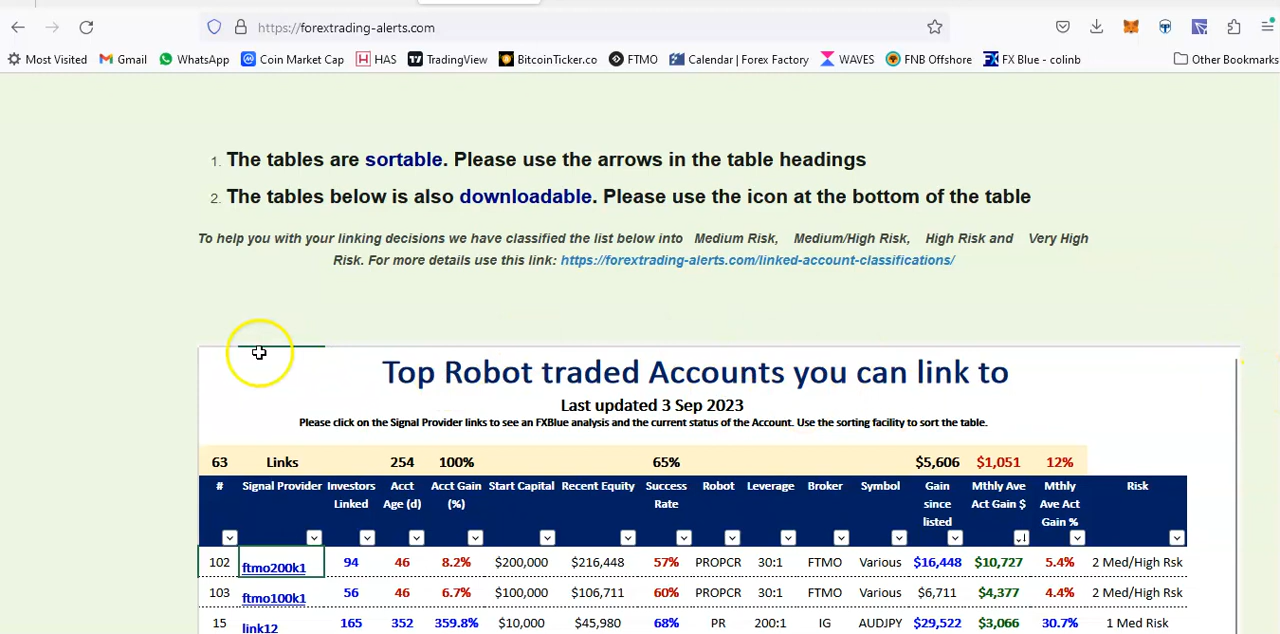 https://forextrading-alerts.com
Most Visited Gmail WhatsApp Coin Market Cap HAS TradingView BitcoinTicker.co FTMO Calendar | Forex Factory WAVES FNB Offshore FX Blue - colinb Other Bookmarks
1. The tables are sortable. Please use the arrows in the table headings
2. The tables below is also downloadable. Please use the icon at the bottom of the table
To help you with your linking decisions we have classified the list below into Medium Risk, Medium/High Risk, High Risk and Very High
Risk. For more details use this link: https://forextrading-alerts.com/linked-account-classifications/
Top Robot traded Accounts you can link to
Last updated 3 Sep 2023
Please click on the Signal Provider links to see an FXBlue analysis and the current status of the Account. Use the sorting facility to sort the table.
63 Links 254 100% 65% $5,606 $1,051 12%
# Signal Provider Investors Acct Acct Gain Start Capital Recent Equity Success Robot Leverage Broker Symbol Gain Mthly Ave Mthly Risk
Linked Age (d) (%) Rate since Act Gain $ Ave Act
listed Gain %
102 ftmo200k1 94 46 8.2% $200,000 $216,448 57% PROPCR 30:1 FTMO Various $16,448 $10,727 5.4% 2 Med/High Risk
103 ftmo100k1 56 46 6.7% $100,000 $106,711 60% PROPCR 30:1 FTMO Various $6,711 $4,377 4.4% 2 Med/High Risk
15 link12 165 352 359.8% $10,000 $45,980 68% PR 200:1 IG AUDJPY $29,522 $3,066 30.7% 1 Med Risk